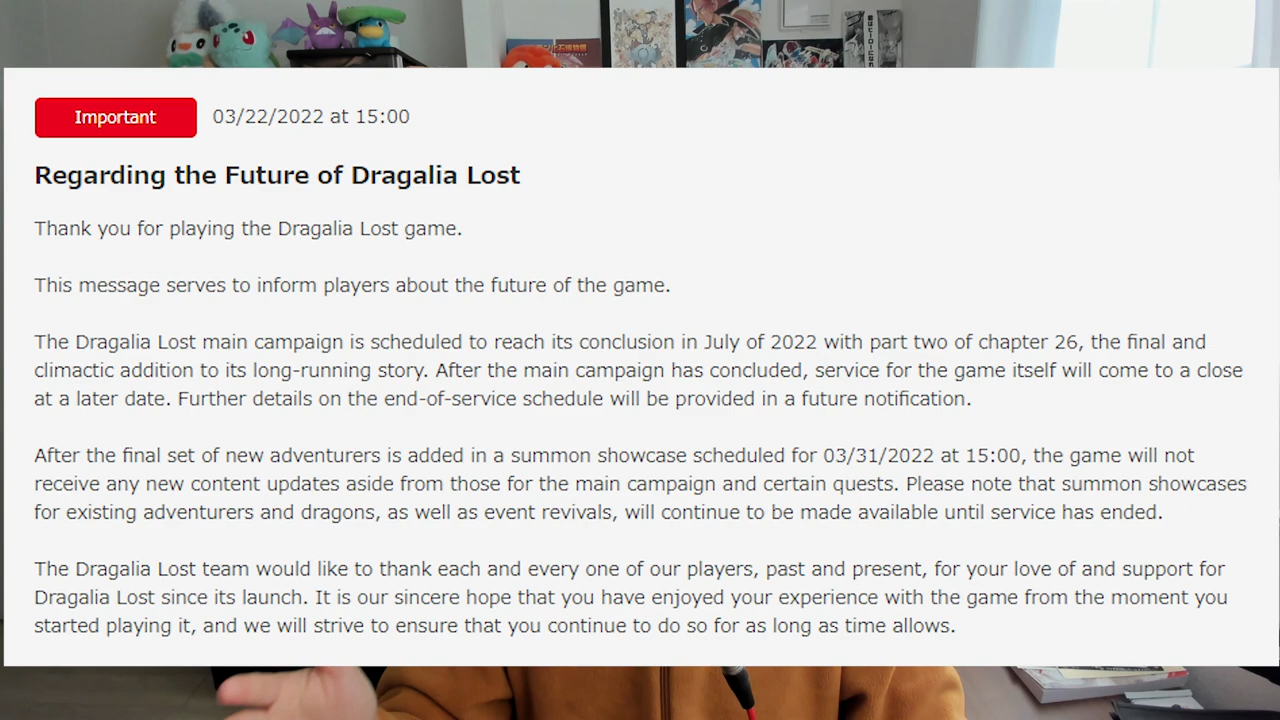 Important
03/22/2022 at 15:00
Regarding the Future of Dragalia Lost
Thank you for playing the Dragalia Lost game.
This message serves to inform players about the future of the game.
The Dragalia Lost main campaign is scheduled to reach its conclusion in July of 2022 with part two of chapter 26, the final and
climactic addition to its long-running story. After the main campaign has concluded, service for the game itself will come to a close
at a later date. Further details on the end-of-service schedule will be provided in a future notification.
After the final set of new adventurers is added in a summon showcase scheduled for 03/31/2022 at 15:00, the game will not
receive any new content updates aside from those for the main campaign and certain quests. Please note that summon showcases
for existing adventurers and dragons, as well as event revivals, will continue to be made available until service has ended.
The Dragalia Lost team would like to thank each and every one of our players, past and present, for your love of and support for
Dragalia Lost since its launch. It is our sincere hope that you have enjoyed your experience with the game from the moment you
started playing it, and we will strive to ensure that you continue to do so for as long as time allows.